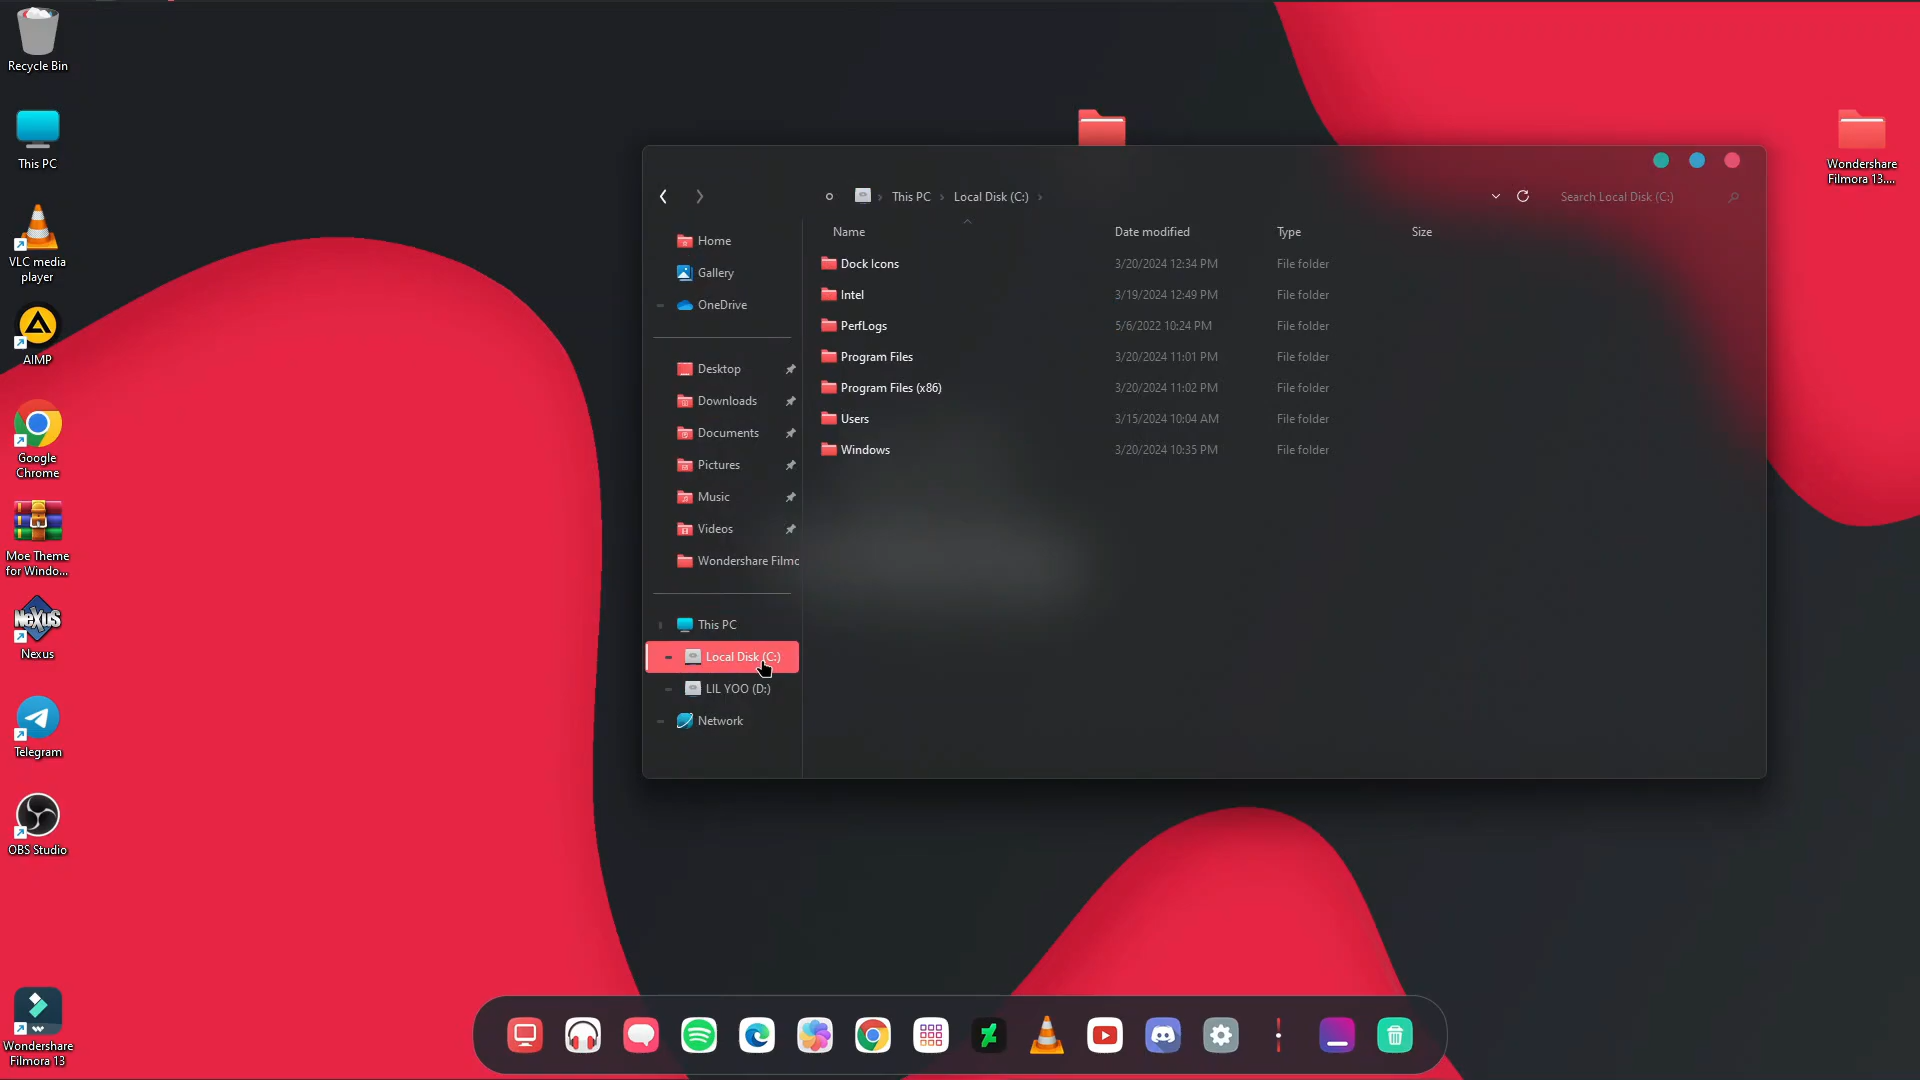 Recycle Bin
This PC
VLC media
player
AIMP
Google
Chrome
Moe Theme
for Windo...
NeXuS
Nexus
Telegram
OBS Studio
Wondershare
Filmora 13
Wondershare
Filmora 13....
This PC
Local Disk (C:)
Search Local Disk (C:)
Home
Gallery
OneDrive
Desktop
Downloads
Documents
Pictures
Music
Videos
Wondershare Filmc
This PC
Local Disk (C:)
LIL YOO (D:)
Network
Name Date modified Type Size
Dock Icons 3/20/2024 12:34 PM File folder
Intel 3/19/2024 12:49 PM File folder
PerfLogs 5/6/2022 10:24 PM File folder
Program Files 3/20/2024 11:01 PM File folder
Program Files (x86) 3/20/2024 11:02 PM File folder
Users 3/15/2024 10:04 AM File folder
Windows 3/20/2024 10:35 PM File folder